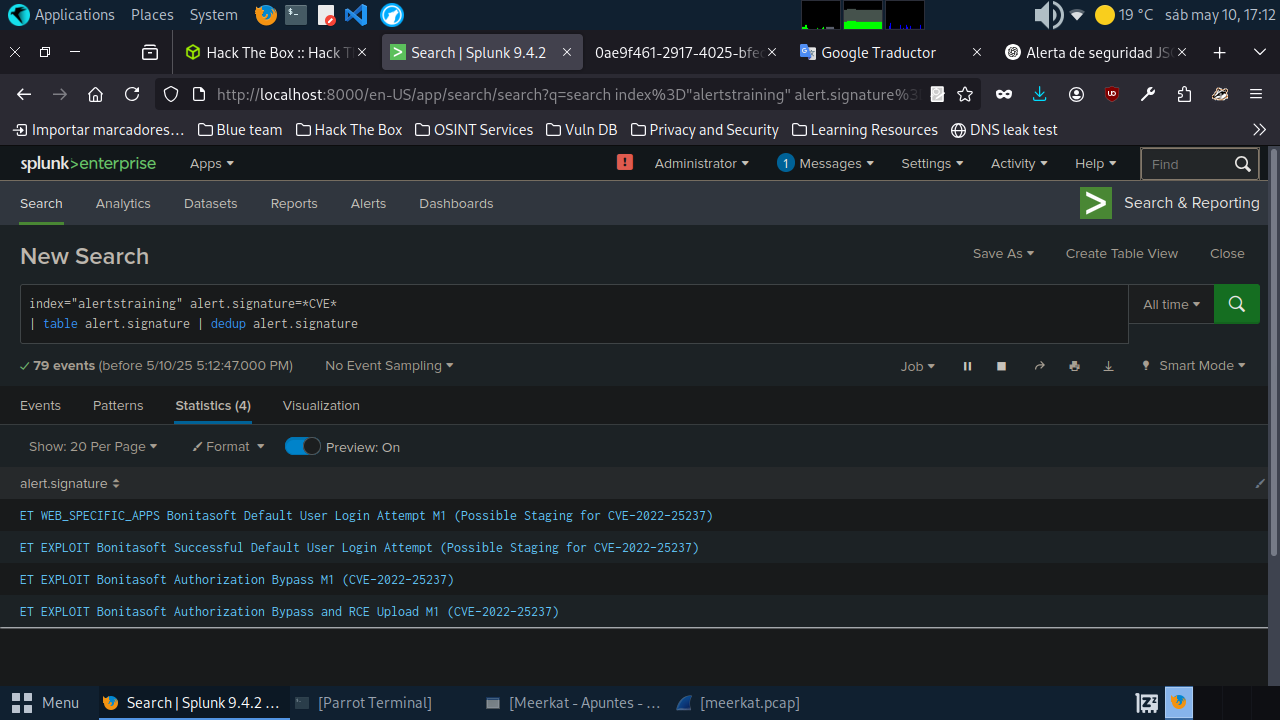 Applications Places System 19 °C sáb may 10, 17:12
Hack The Box :: Hack T Search | Splunk 9.4.2 0ae9f461-2917-4025-bfec Google Traductor Alerta de seguridad JS
http://localhost:8000/en-US/app/search/search?q=search index%3D"alertstraining" alert.signature%3
Importar marcadores… Blue team Hack The Box OSINT Services Vuln DB Privacy and Security Learning Resources DNS leak test
splunk>enterprise Apps Administrator 1 Messages Settings Activity Help Find
Search Analytics Datasets Reports Alerts Dashboards > Search & Reporting
New Search Save As Create Table View Close
index="alertstraining" alert.signature=*CVE* All time
| table alert.signature | dedup alert.signature
79 events (before 5/10/25 5:12:47.000 PM) No Event Sampling Job Smart Mode
Events Patterns Statistics (4) Visualization
Show: 20 Per Page Format Preview: On
alert.signature
ET WEB_SPECIFIC_APPS Bonitasoft Default User Login Attempt M1 (Possible Staging for CVE-2022-25237)
ET EXPLOIT Bonitasoft Successful Default User Login Attempt (Possible Staging for CVE-2022-25237)
ET EXPLOIT Bonitasoft Authorization Bypass M1 (CVE-2022-25237)
ET EXPLOIT Bonitasoft Authorization Bypass and RCE Upload M1 (CVE-2022-25237)
Menu Search | Splunk 9.4.2 … [Parrot Terminal] [Meerkat - Apuntes - … [meerkat.pcap]